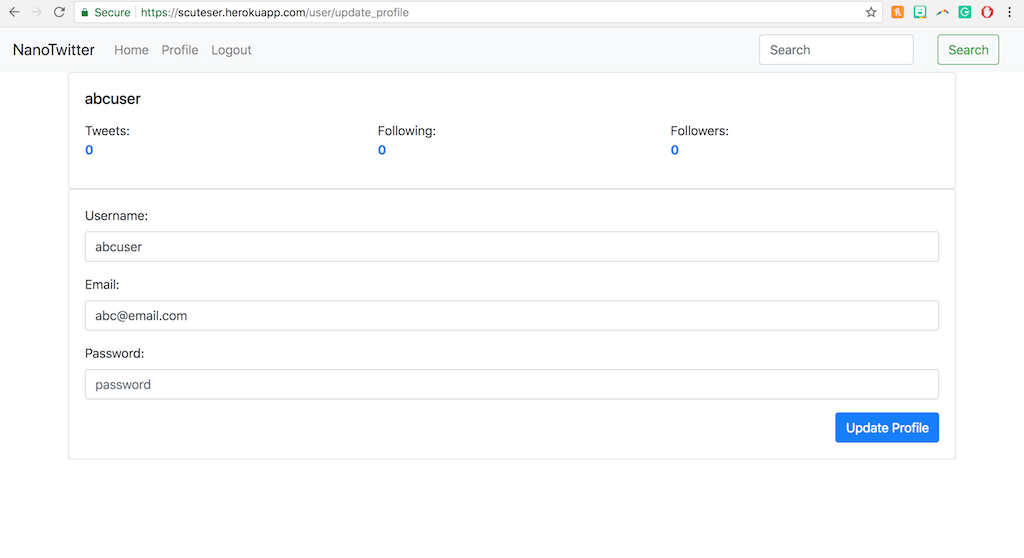 Secure https://scuteser.herokuapp.com/user/update_profile
NanoTwitter Home Profile Logout Search Search
abcuser
Tweets: Following: Followers:
0 0 0
Username:
abcuser
Email:
abc@email.com
Password:
password
Update Profile